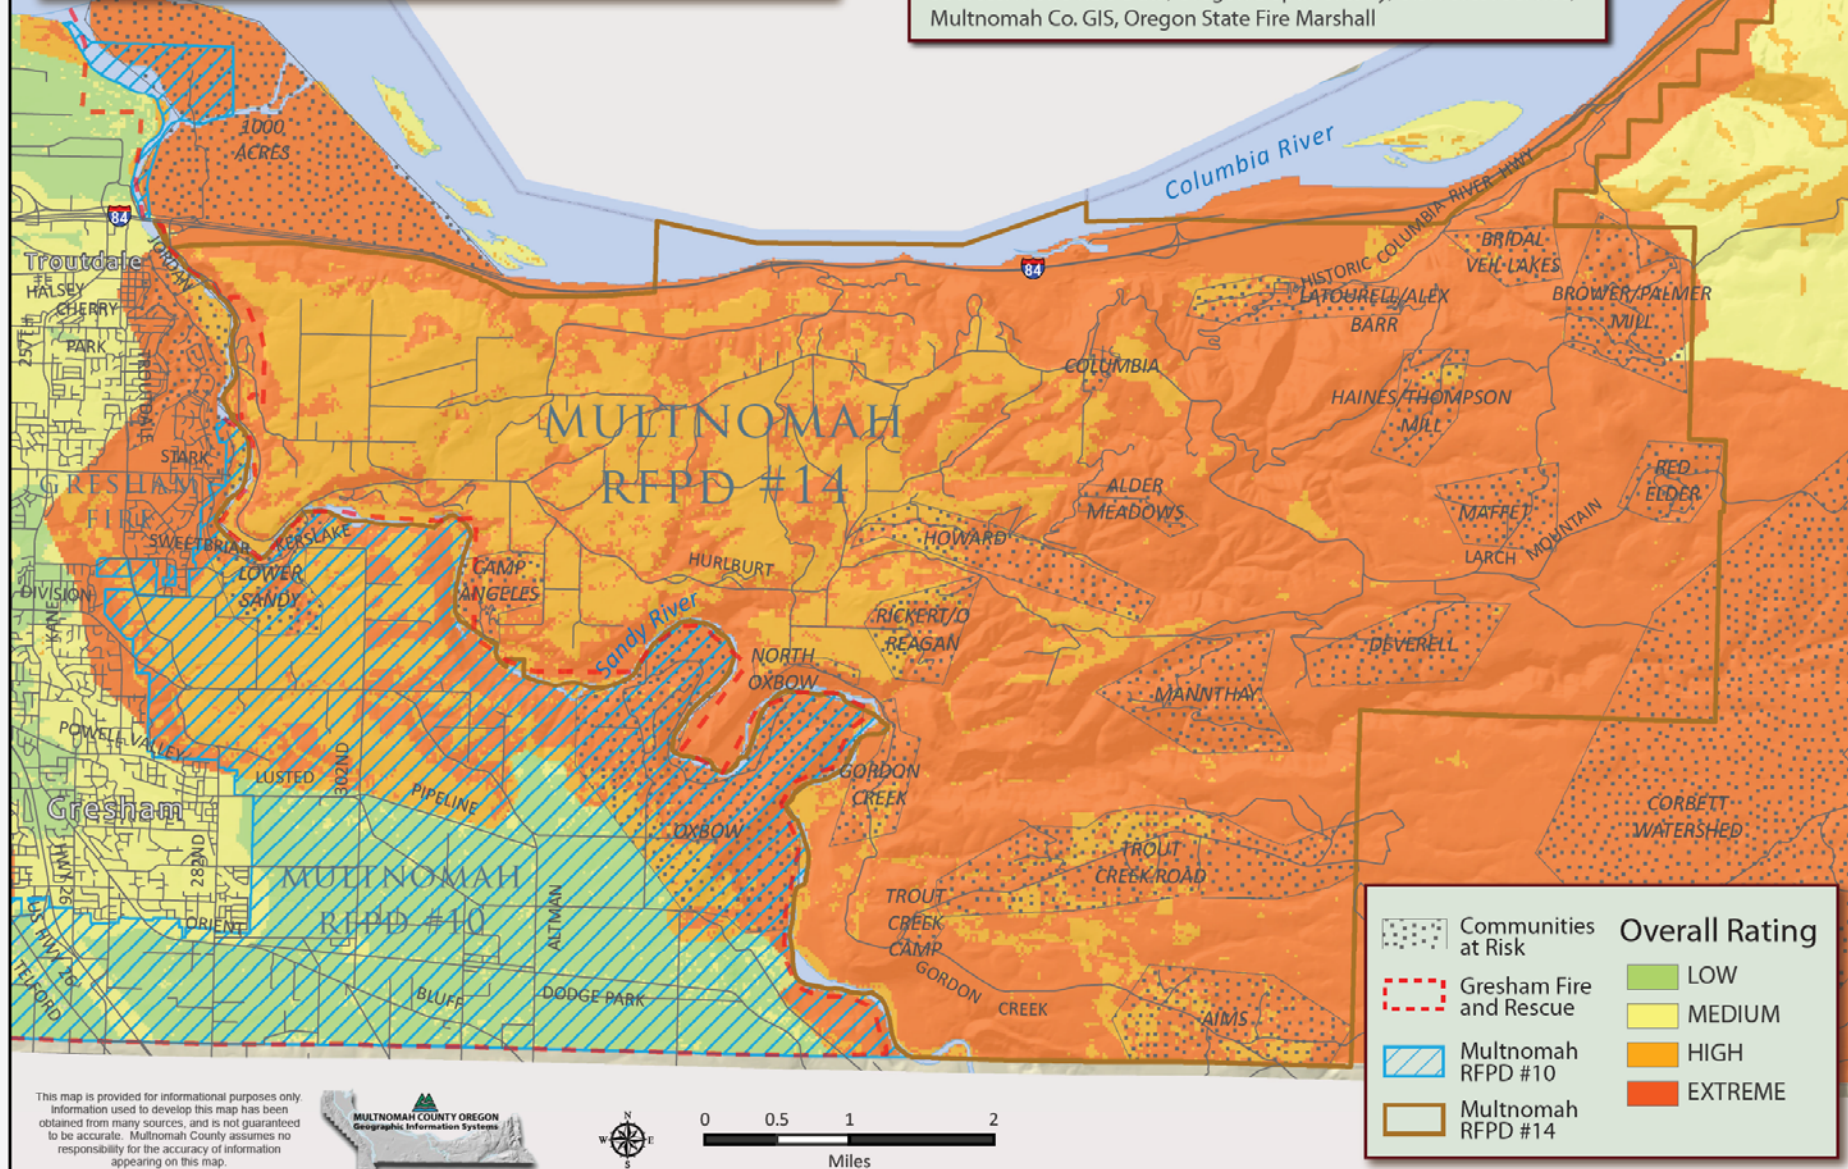 Multnomah Co. GIS, Oregon State Fire Marshall
1000
ACRES
Columbia River
84
Troutdale
JORDAN
HALSEY
CHERRY
PARK
257TH
TROUTDALE
STARK
GRESHAM
FIRE
SWEETBRIAR
KERSLAKE
LOWER
SANDY
DIVISION
KANE
84
HISTORIC COLUMBIA RIVER HWY
BRIDAL
VEIL LAKES
LATOURELL/ALEX
BARR
BROWER/PALMER
MILL
COLUMBIA
HAINES/THOMPSON
MILL
MULTNOMAH
RFPD #14
ALDER
MEADOWS
RED
ELDER
MAFFET
LARCH MOUNTAIN
HOWARD
HURLBURT
CAMP
ANGELES
Sandy River
RICKERT/O
REAGAN
NORTH
OXBOW
DEVERELL
MANNTHAY
POWELL VALLEY
LUSTED
302ND
PIPELINE
Gresham
GORDON
CREEK
OXBOW
CORBETT
WATERSHED
TROUT
CREEK ROAD
HWY 26
282ND
MULTNOMAH
RFPD #10
ORIENT
ALTMAN
TROUT
CREEK
CAMP
US HWY 26
TELFORD
BLUFF
DODGE PARK
GORDON
CREEK
AIMS
Communities
at Risk
Gresham Fire
and Rescue
Multnomah
RFPD #10
Multnomah
RFPD #14
Overall Rating
LOW
MEDIUM
HIGH
EXTREME
This map is provided for informational purposes only.
Information used to develop this map has been
obtained from many sources, and is not guaranteed
to be accurate. Multnomah County assumes no
responsibility for the accuracy of information
appearing on this map.
MULTNOMAH COUNTY OREGON
Geographic Information Systems
N
W E
S
0 0.5 1 2
Miles